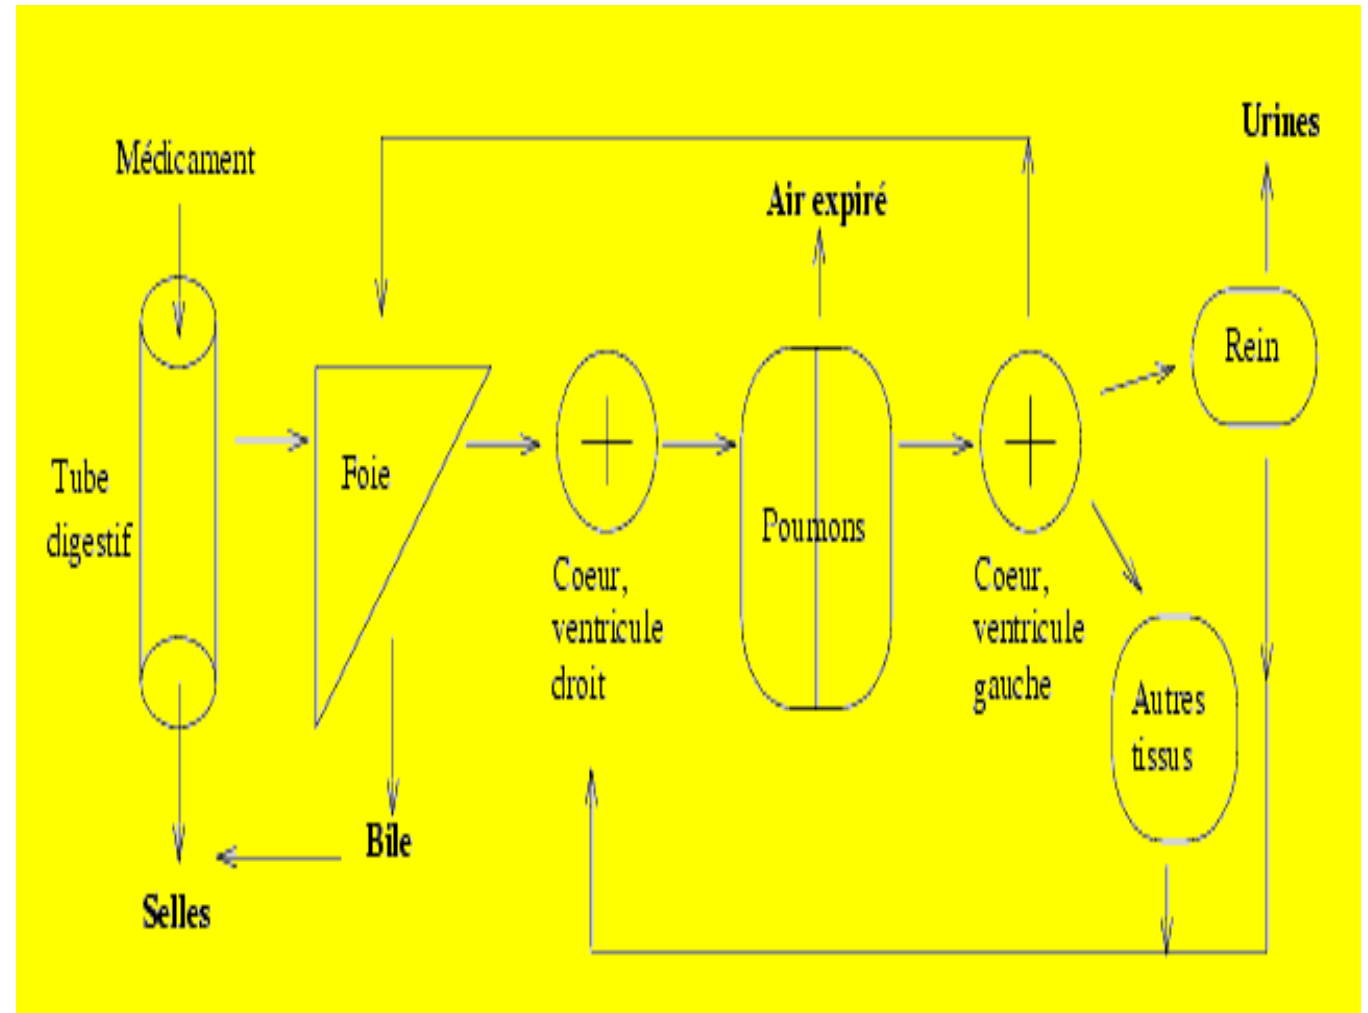 Urines
Médicament
Air expiré
Rein
Foie
Tube
digestif
Poumons
Coeur,
ventricule
droit
Coeur,
ventricule
gauche
Autres
tissus
Bile
Selles